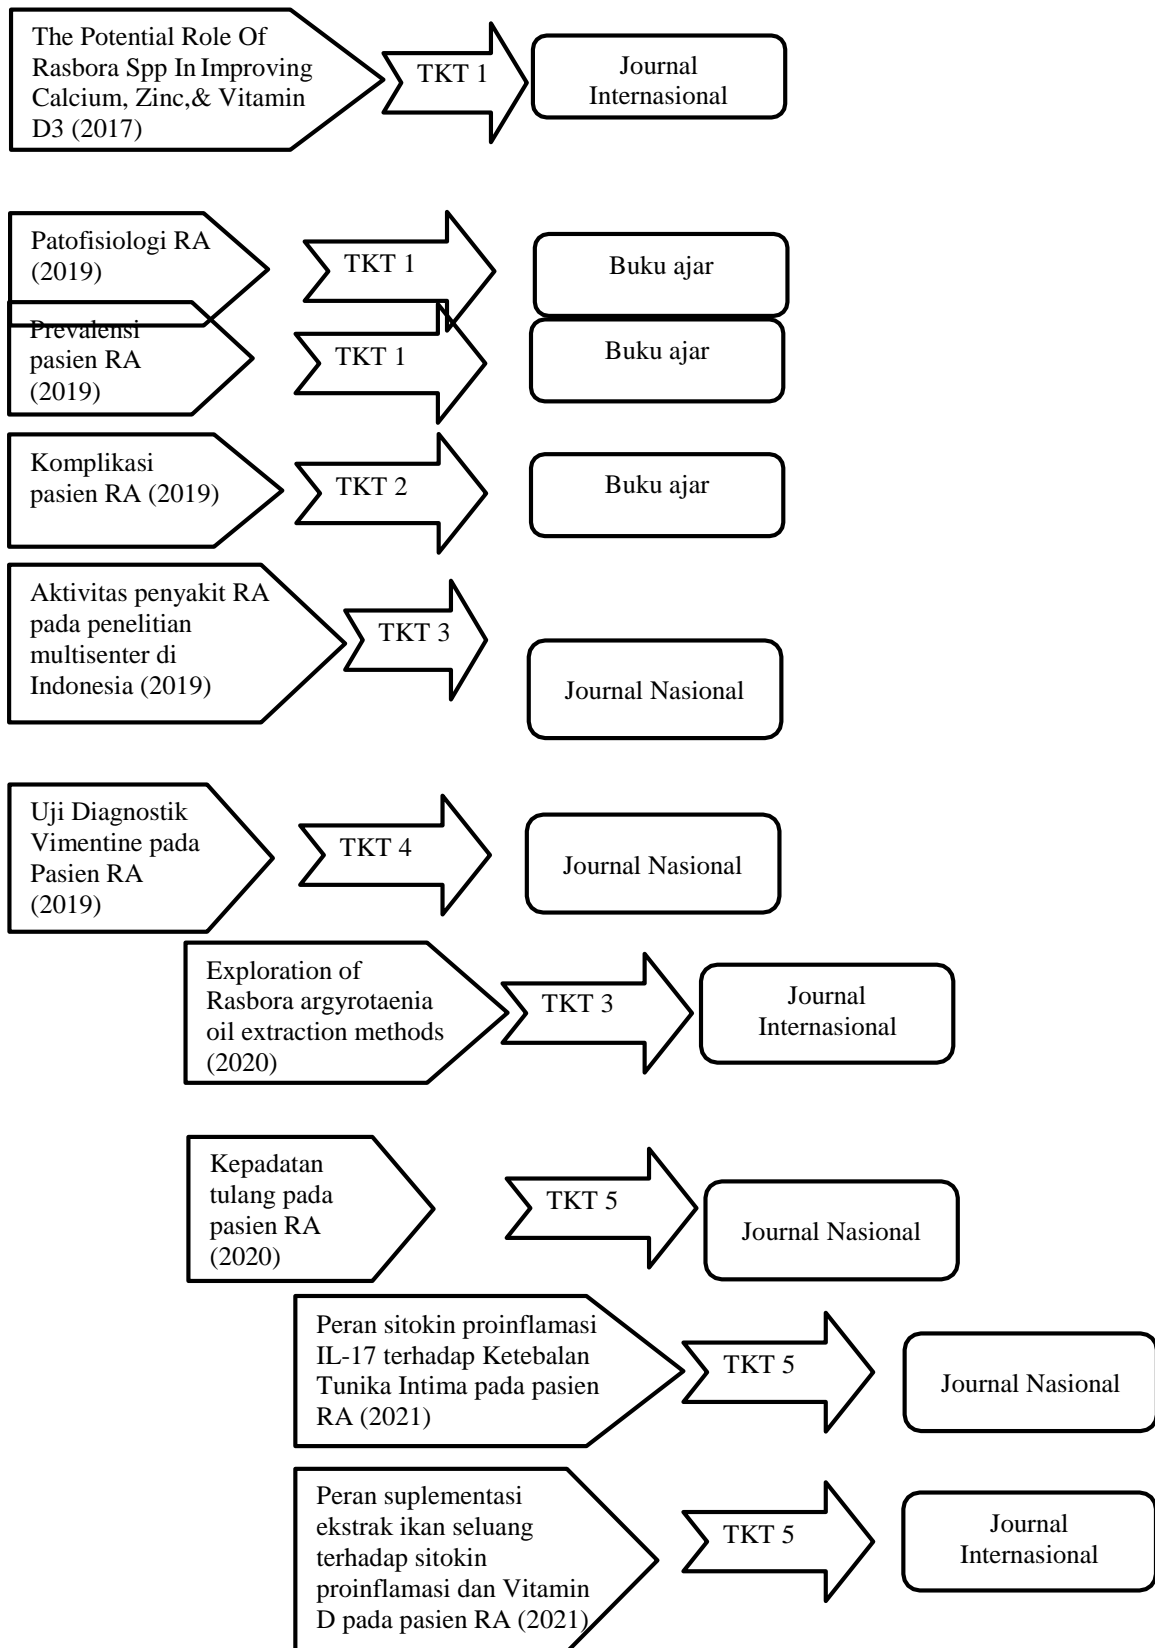 The Potential Role Of
Rasbora Spp In Improving
Calcium, Zinc,& Vitamin
D3 (2017)
TKT 1
Journal
Internasional
Patofisiologi RA
(2019)
TKT 1
Buku ajar
Prevalensi
pasien RA
(2019)
TKT 1
Buku ajar
Komplikasi
pasien RA (2019)
TKT 2
Buku ajar
Aktivitas penyakit RA
pada penelitian
multisenter di
Indonesia (2019)
TKT 3
Journal Nasional
Uji Diagnostik
Vimentine pada
Pasien RA
(2019)
TKT 4
Journal Nasional
Exploration of
Rasbora argyrotaenia
oil extraction methods
(2020)
TKT 3
Journal
Internasional
Kepadatan
tulang pada
pasien RA
(2020)
TKT 5
Journal Nasional
Peran sitokin proinflamasi
IL-17 terhadap Ketebalan
Tunika Intima pada pasien
RA (2021)
TKT 5
Journal Nasional
Peran suplementasi
ekstrak ikan seluang
terhadap sitokin
proinflamasi dan Vitamin
D pada pasien RA (2021)
TKT 5
Journal
Internasional